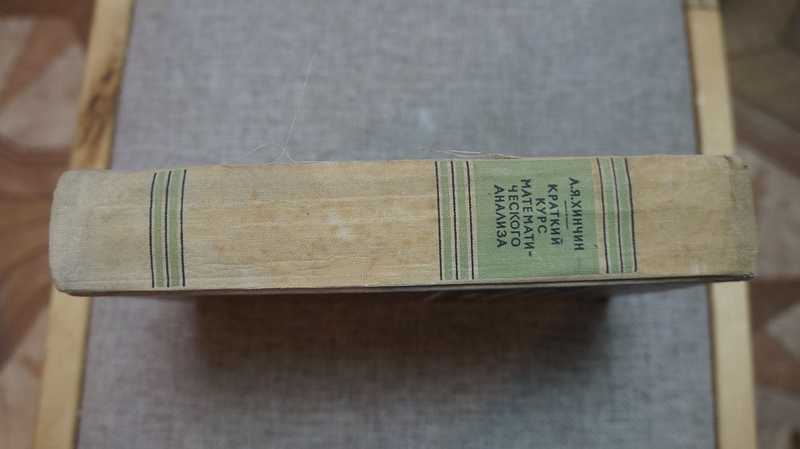 А.Я.ХИНЧИН
КРАТКИЙ
КУРС
МАТЕМАТИ-
ЧЕСКОГО
АНАЛИЗА